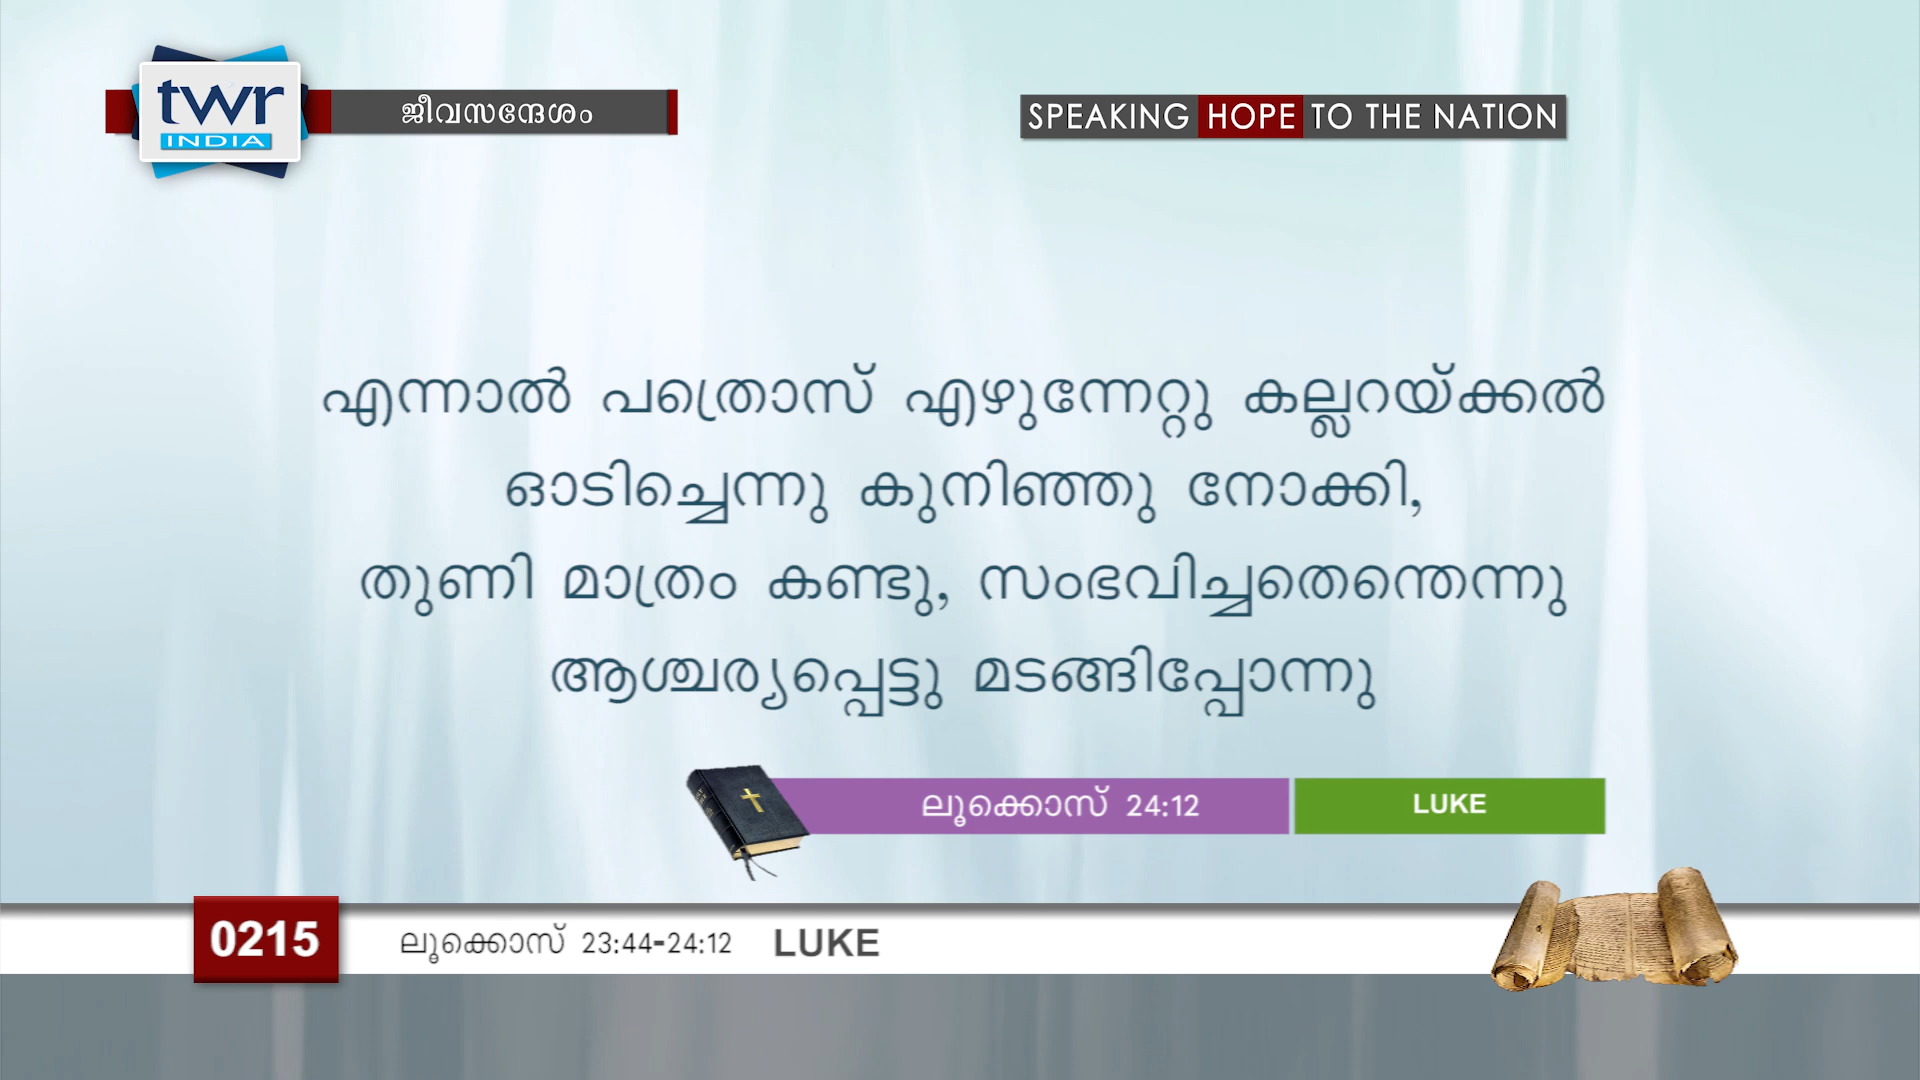 twr
INDIA
ജീവസന്ദേശം
SPEAKING HOPE TO THE NATION
എന്നാൽ പത്രൊസ് എഴുന്നേറ്റു കല്ലറയ്ക്കൽ
ഓടിച്ചെന്നു കുനിഞ്ഞു നോക്കി,
തുണി മാത്രം കണ്ടു, സംഭവിച്ചതെന്തെന്നു
ആശ്ചര്യപ്പെട്ടു മടങ്ങിപ്പോന്നു
ലൂക്കൊസ് 24:12
LUKE
0215
ലൂക്കൊസ് 23:44-24:12 LUKE